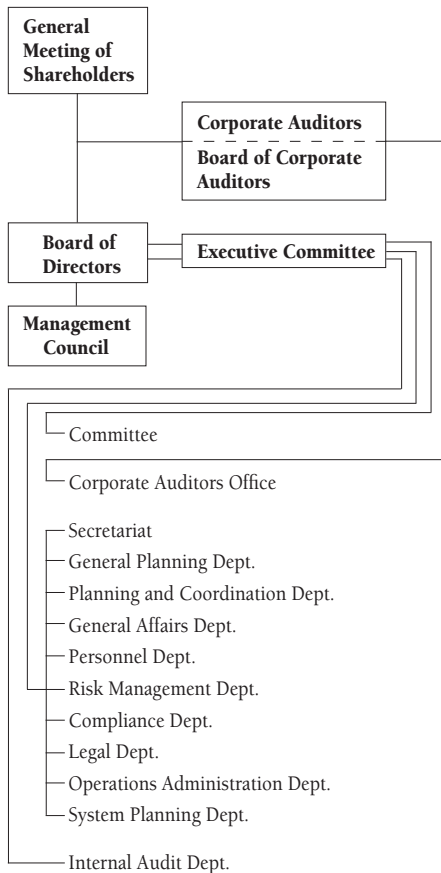 General
Meeting of
Shareholders
Corporate Auditors
Board of Corporate
Auditors
Board of
Directors
Executive Committee
Management
Council
Committee
Corporate Auditors Office
Secretariat
General Planning Dept.
Planning and Coordination Dept.
General Affairs Dept.
Personnel Dept.
Risk Management Dept.
Compliance Dept.
Legal Dept.
Operations Administration Dept.
System Planning Dept.
Internal Audit Dept.